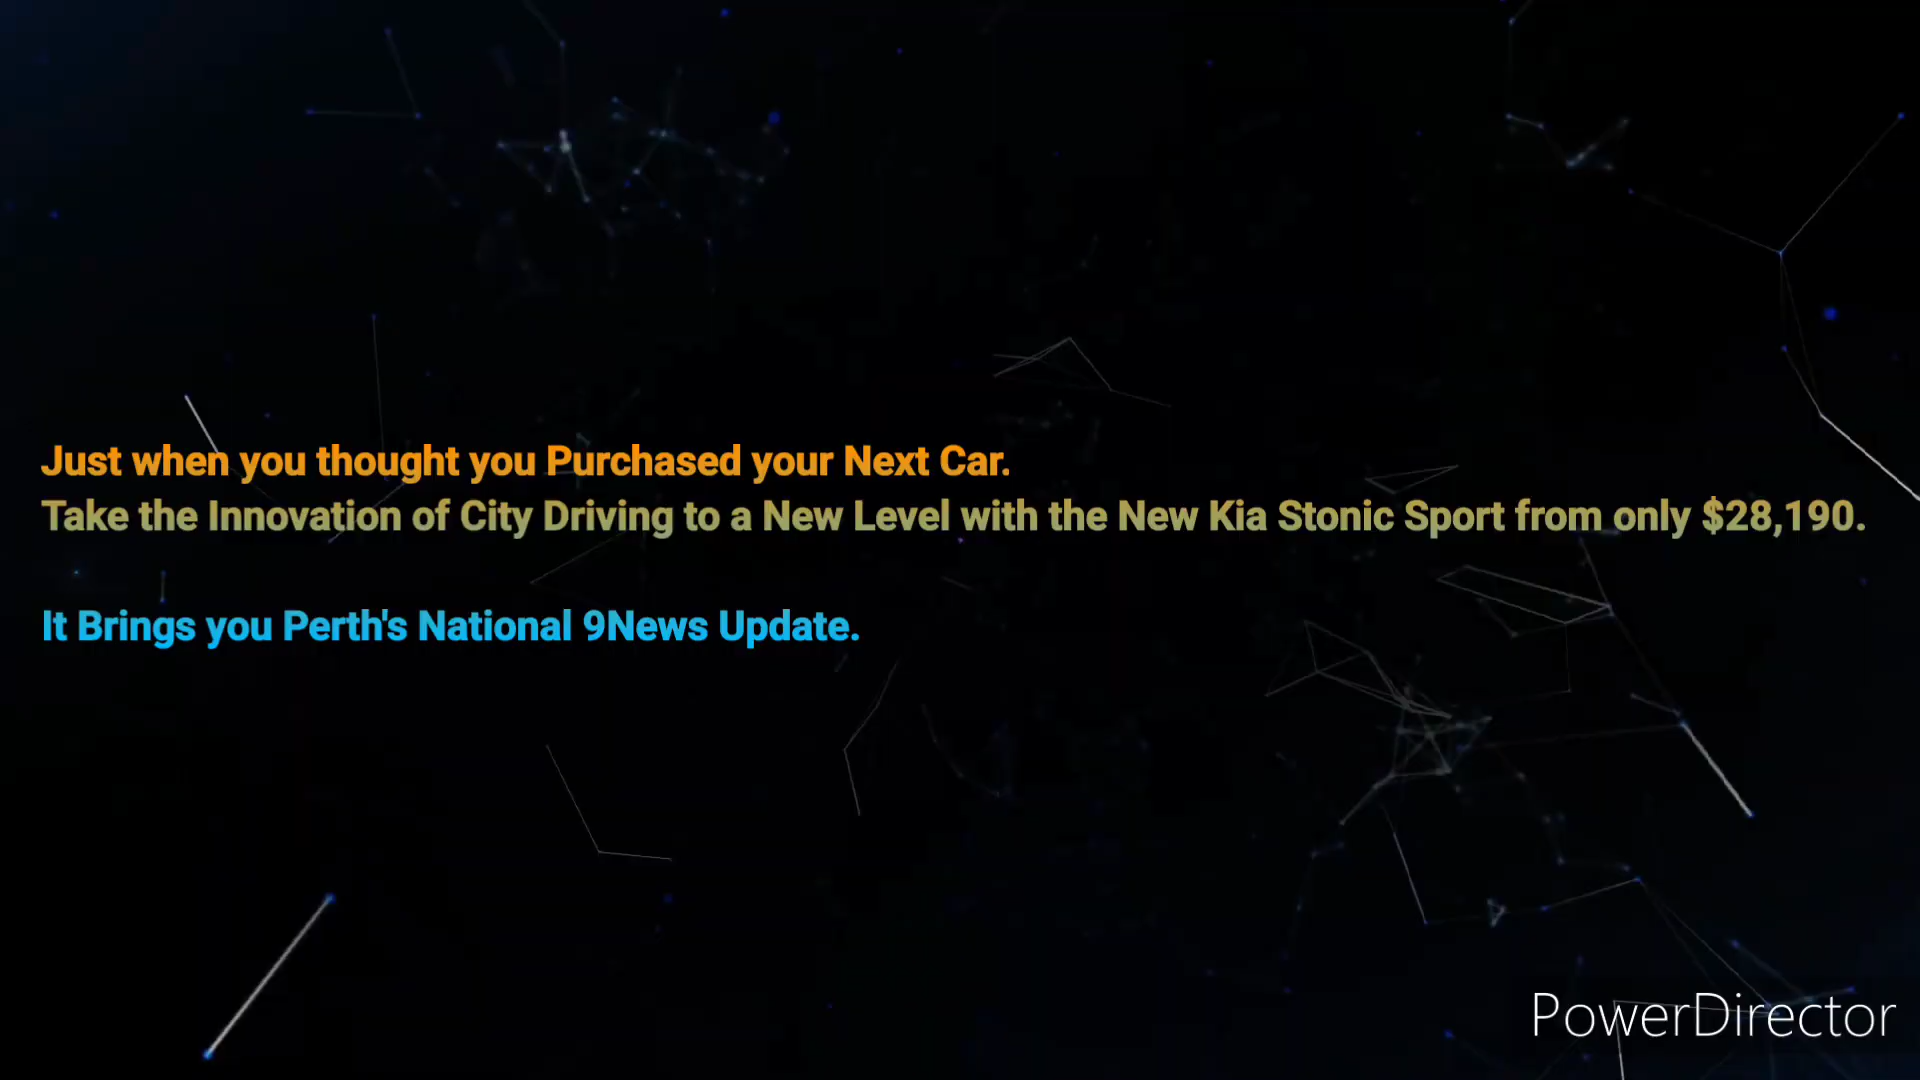 Just when you thought you Purchased your Next Car.
Take the Innovation of City Driving to a New Level with the New Kia Stonic Sport from only $28,190.
It Brings you Perth's National 9News Update.
PowerDirector